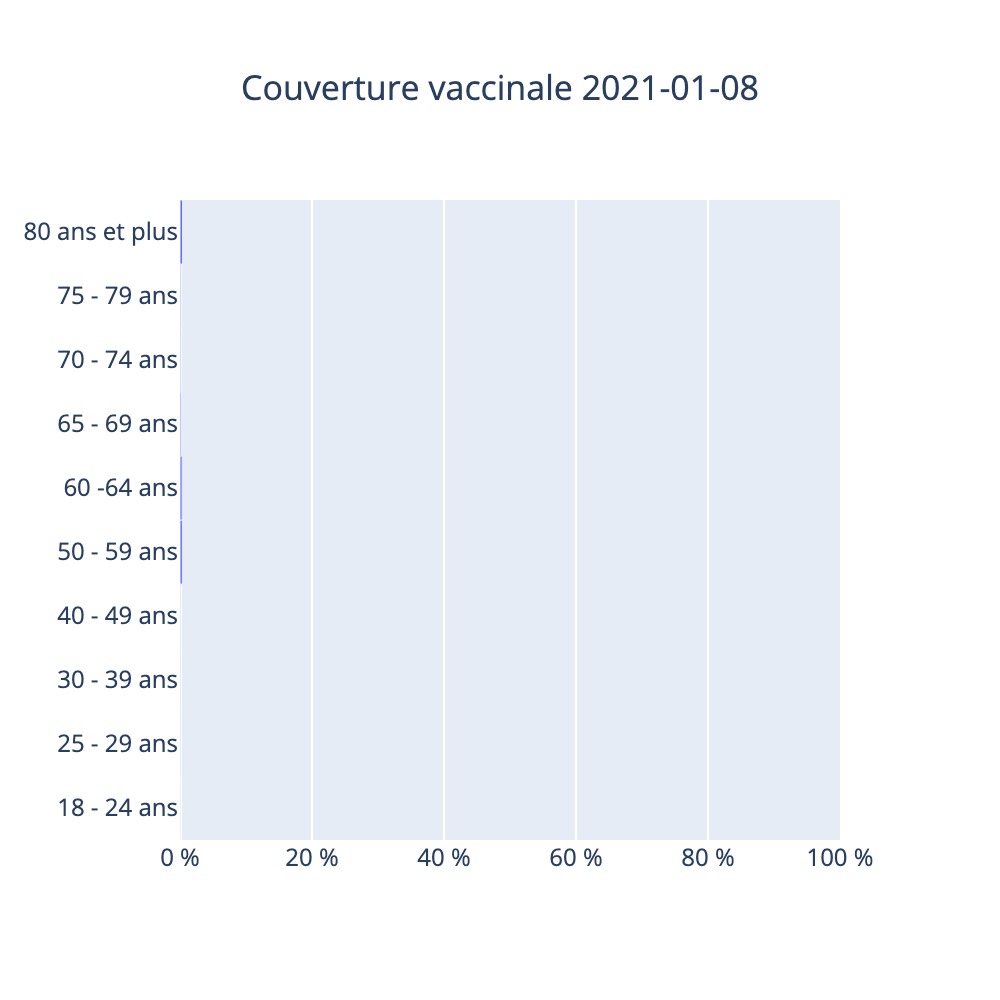 Couverture vaccinale 2021-01-08
80 ans et plus
75 - 79 ans
70 - 74 ans
65 - 69 ans
60 -64 ans
50 - 59 ans
40 - 49 ans
30 - 39 ans
25 - 29 ans
18 - 24 ans
0 % 20 % 40 % 60 % 80 % 100 %